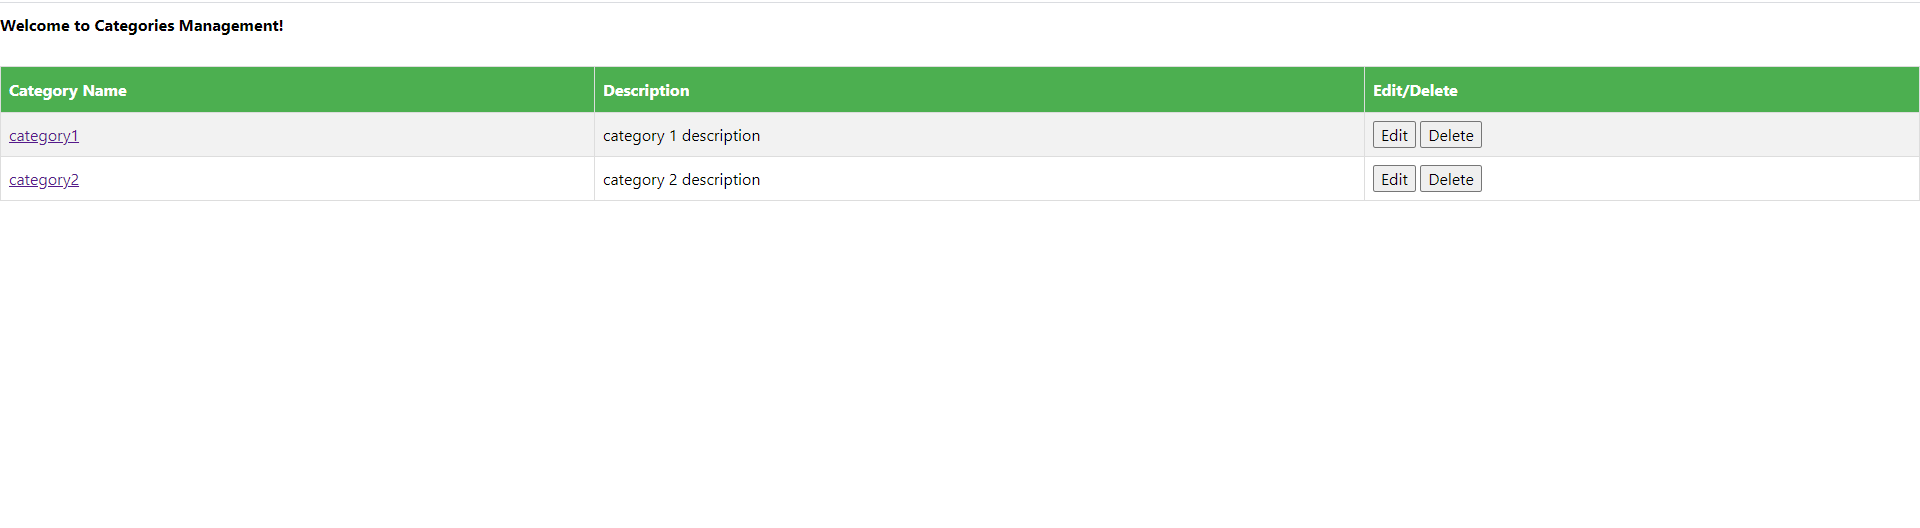 Welcome to Categories Management!
Category Name Description Edit/Delete
category1 category 1 description Edit Delete
category2 category 2 description Edit Delete